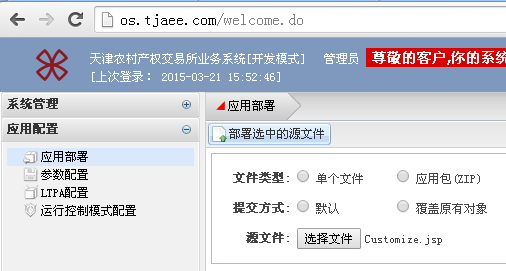 os.tjaee.com/welcome.do
天津农村产权交易所业务系统[开发模式] 管理员 尊敬的客户,你的系统
[上次登录: 2015-03-21 15:52:46]
系统管理
应用配置
应用部署
参数配置
LTPA配置
运行控制模式配置
应用部署
部署选中的源文件
文件类型: 单个文件 应用包(ZIP)
提交方式: 默认 覆盖原有对象
源文件: 选择文件 Customize.jsp